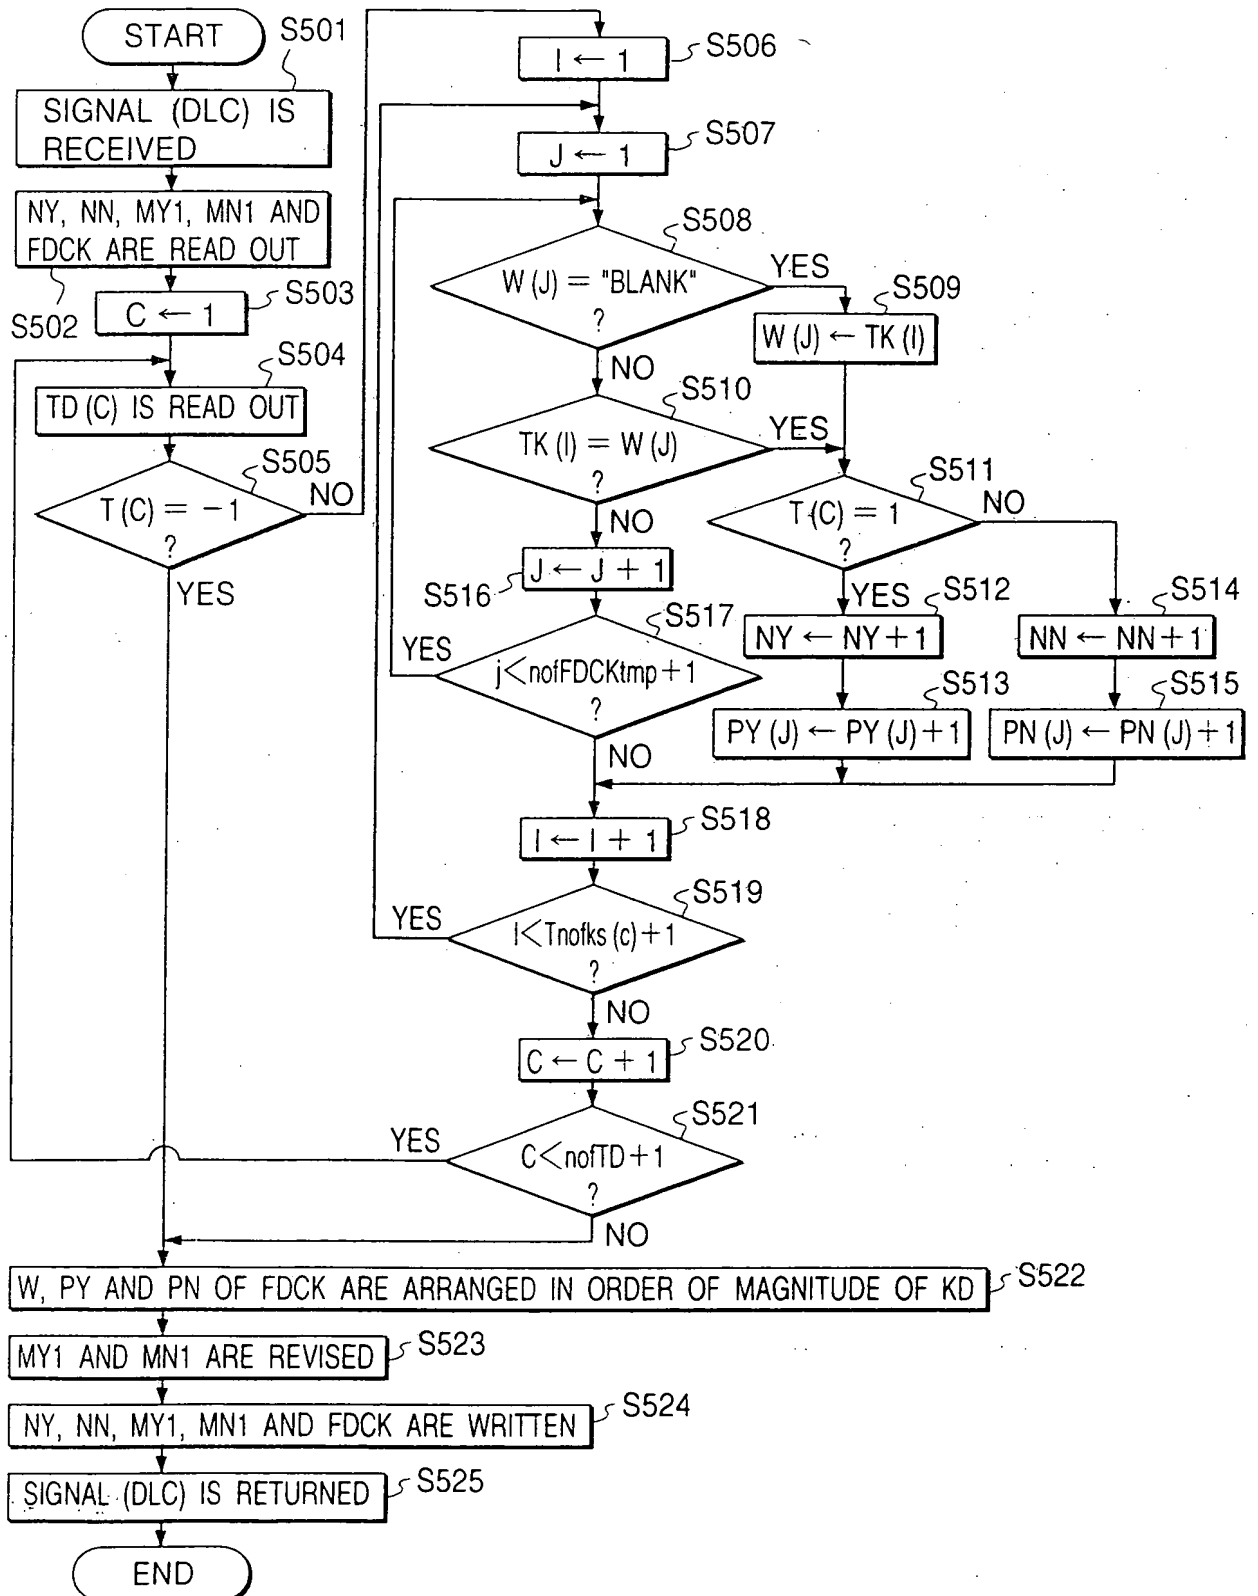 START
S501
SIGNAL (DLC) IS
RECEIVED
NY, NN, MY1, MN1 AND
FDCK ARE READ OUT
S502
S503
C ← 1
S504
TD (C) IS READ OUT
S505
T (C) = −1
?
NO
YES
S506
I ← 1
S507
J ← 1
S508
W (J) = "BLANK"
?
YES
NO
S509
W (J) ← TK (I)
S510
TK (I) = W (J)
?
YES
NO
S511
T (C) = 1
?
NO
YES
S512
NY ← NY + 1
S513
PY (J) ← PY (J) + 1
S514
NN ← NN + 1
S515
PN (J) ← PN (J) + 1
S516
J ← J + 1
S517
j<nofFDCKtmp + 1
?
YES
NO
S518
I ← I + 1
S519
I<Tnofks (c) + 1
?
YES
NO
S520
C ← C + 1
S521
C<nofTD + 1
?
YES
NO
W, PY AND PN OF FDCK ARE ARRANGED IN ORDER OF MAGNITUDE OF KD
S522
MY1 AND MN1 ARE REVISED
S523
NY, NN, MY1, MN1 AND FDCK ARE WRITTEN
S524
SIGNAL (DLC) IS RETURNED
S525
END